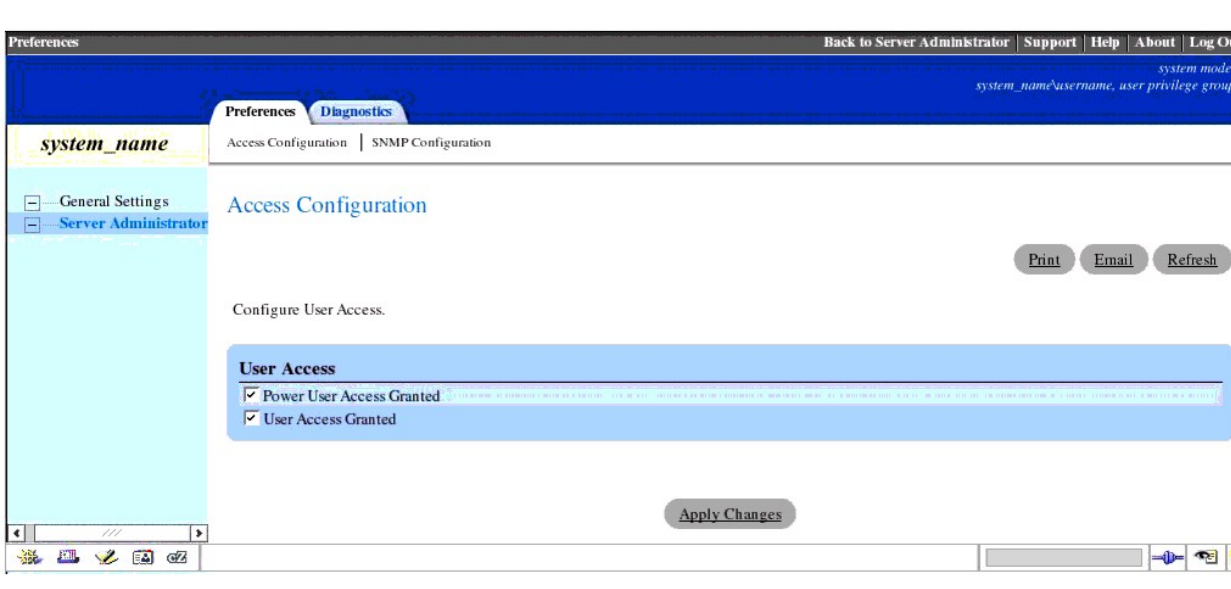 Preferences
Back to Server Administrator | Support | Help | About | Log Ou
system mode
system_name\username, user privilege group
Preferences Diagnostics
system_name
Access Configuration | SNMP Configuration
General Settings
Server Administrator
Access Configuration
Print Email Refresh
Configure User Access.
User Access
Power User Access Granted
User Access Granted
Apply Changes